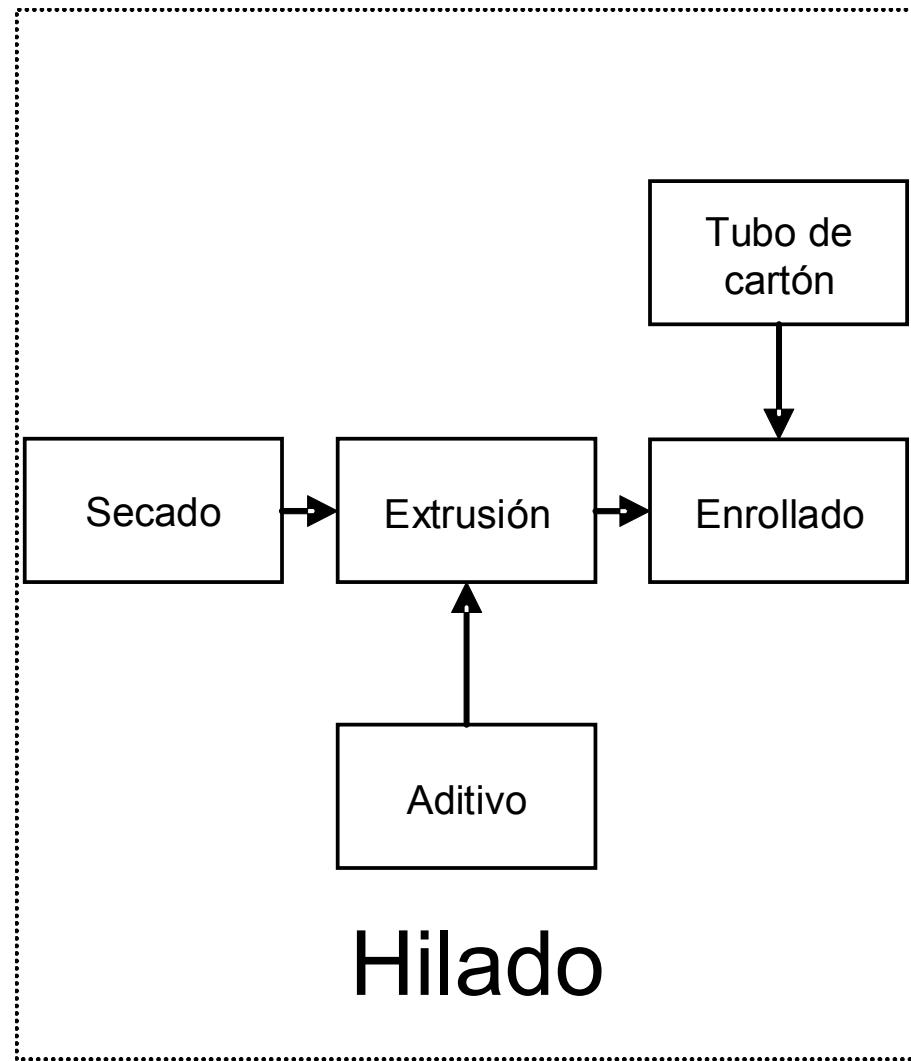 Tubo de
cartón
Secado
Extrusión
Enrollado
Aditivo
Hilado